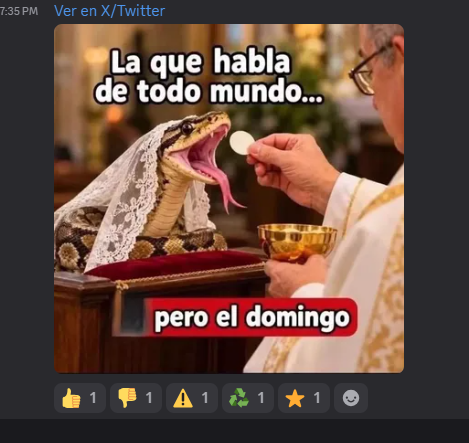 7:35 PM Ver en X/Twitter
La que habla
de todo mundo...
pero el domingo
1 1 1 1 1